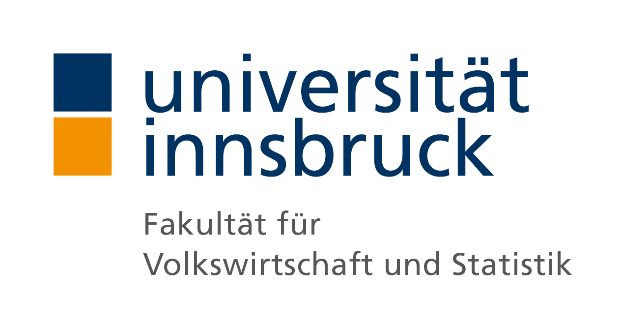 universität
innsbruck
Fakultät für
Volkswirtschaft und Statistik